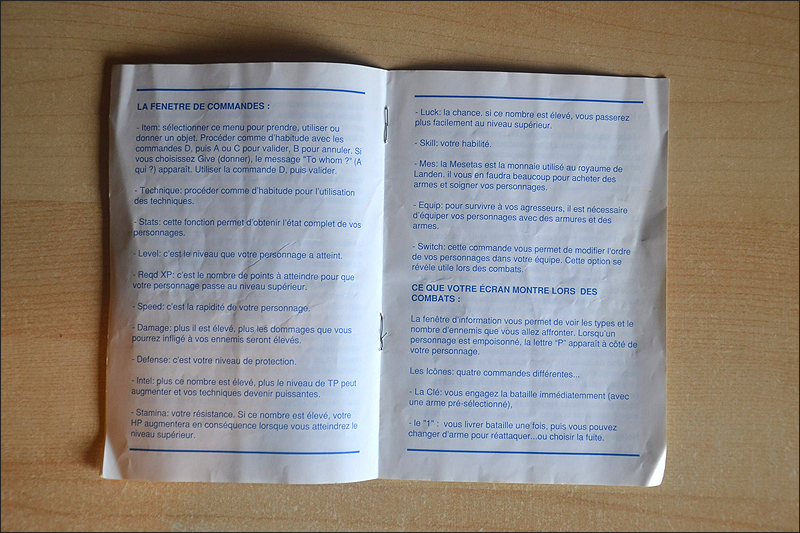 LA FENETRE DE COMMANDES :
- Item: sélectionner ce menu pour prendre, utiliser ou
donner un objet. Procéder comme d'habitude avec les
commandes D, puis A ou C pour valider, B pour annuler. Si
vous choisissez Give (donner), le message "To whom ?" (A
qui ?) apparaît. Utiliser la commande D, puis valider.
- Technique: procéder comme d'habitude pour l'utilisation
des techniques.
- Stats: cette fonction permet d'obtenir l'état complet de vos
personnages.
- Level: c'est le niveau que votre personnage a atteint.
- Reqd XP: c'est le nombre de points à atteindre pour que
votre personnage passe au niveau supérieur.
- Speed: c'est la rapidité de votre personnage.
- Damage: plus il est élevé, plus les dommages que vous
pourrez infligé à vos ennemis seront élevés.
- Defense: c'est votre niveau de protection.
- Intel: plus ce nombre est élevé, plus le niveau de TP peut
augmenter et vos techniques devenir puissantes.
- Stamina: votre résistance. Si ce nombre est élevé, votre
HP augmentera en conséquence lorsque vous atteindrez le
niveau supérieur.
- Luck: la chance. si ce nombre est élevé, vous passerez
plus facilement au niveau supérieur.
- Skill: votre habilité.
- Mes: la Mesetas est la monnaie utilisé au royaume de
Landen. il vous en faudra beaucoup pour acheter des
armes et soigner vos personnages.
- Equip: pour survivre à vos agresseurs, il est nécessaire
d'équiper vos personnages avec des armures et des
armes.
- Switch: cette commande vous permet de modifier l'ordre
de vos personnages dans votre équipe. Cette option se
révèle utile lors des combats.
CE QUE VOTRE ÉCRAN MONTRE LORS DES
COMBATS :
La fenêtre d'information vous permet de voir les types et le
nombre d'ennemis que vous allez affronter. Lorsqu'un
personnage est empoisonné, la lettre "P" apparaît à côté de
votre personnage.
Les Icônes: quatre commandes différentes...
- La Clé: vous engagez la bataille immédiatement (avec
une arme pré-sélectionné),
- le "1" : vous livrer bataille une fois, puis vous pouvez
changer d'arme pour réattaquer...ou choisir la fuite.